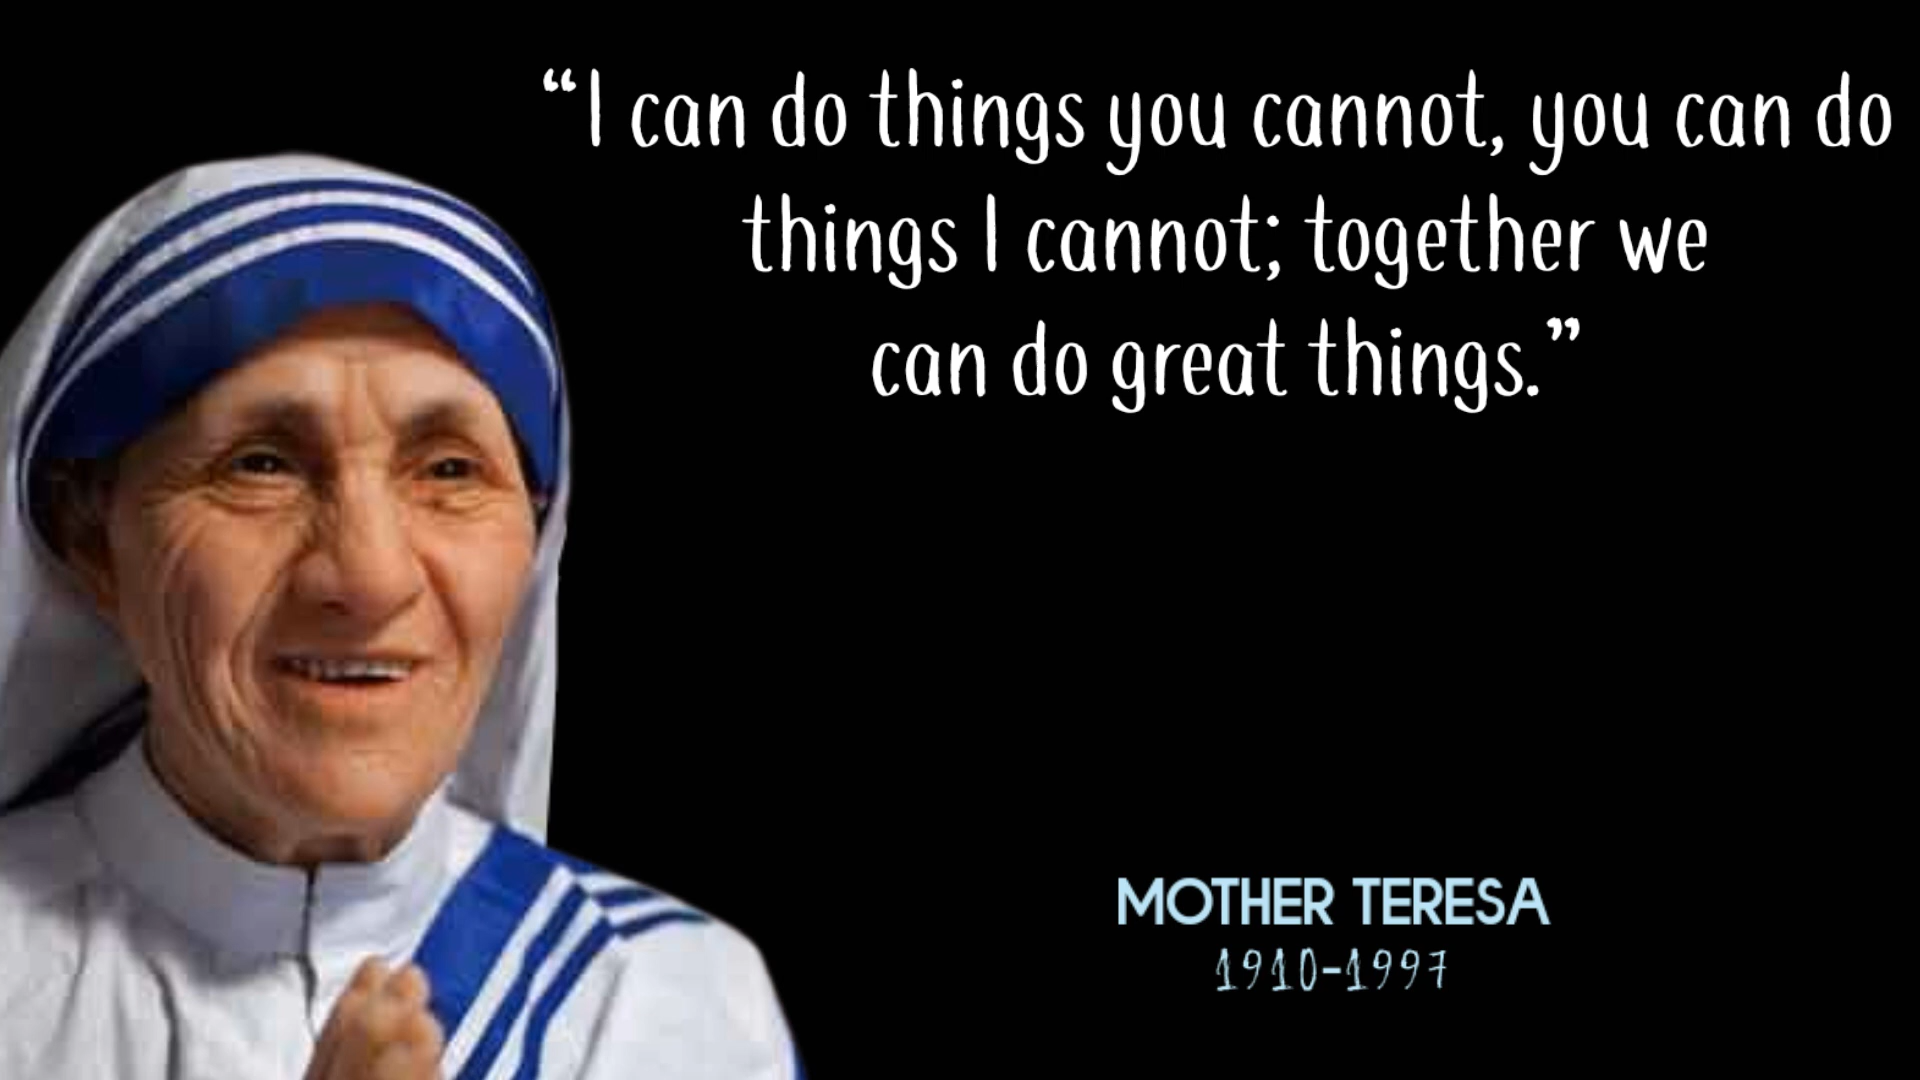 “I can do things you cannot, you can do
things I cannot; together we
can do great things.”
MOTHER TERESA
1910-1997